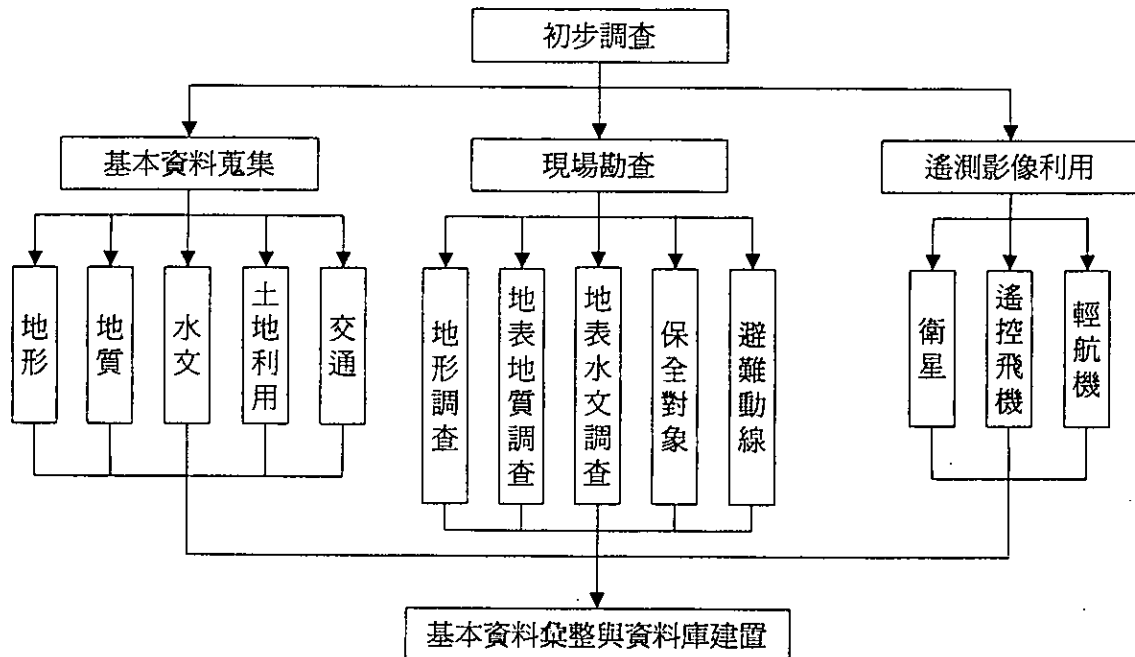 初步調查
基本資料蒐集
現場勘查
遙測影像利用
地形
地質
水文
土地利用
交通
地形調查
地表地質調查
地表水文調查
保全對象
避難動線
衛星
遙控飛機
輕航機
基本資料彙整與資料庫建置